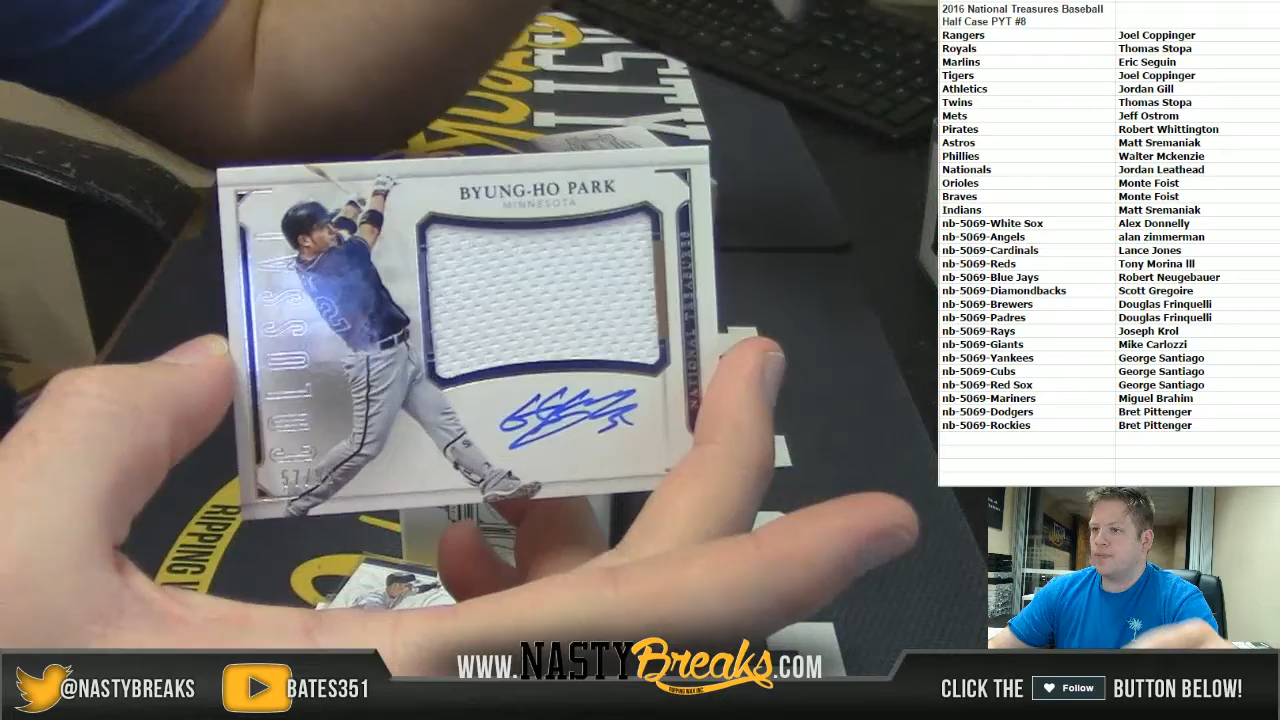 2016 National Treasures Baseball
Half Case PYT #8
Rangers Joel Coppinger
Royals Thomas Stopa
Marlins Eric Seguin
Tigers Joel Coppinger
Athletics Jordan Gill
Twins Thomas Stopa
Mets Jeff Ostrom
Pirates Robert Whittington
Astros Matt Sremaniak
Phillies Walter Mckenzie
Nationals Jordan Leathead
Orioles Monte Foist
Braves Monte Foist
Indians Matt Sremaniak
nb-5069-White Sox Alex Donnelly
nb-5069-Angels alan zimmerman
nb-5069-Cardinals Lance Jones
nb-5069-Reds Tony Morina lll
nb-5069-Blue Jays Robert Neugebauer
nb-5069-Diamondbacks Scott Gregoire
nb-5069-Brewers Douglas Frinquelli
nb-5069-Padres Douglas Frinquelli
nb-5069-Rays Joseph Krol
nb-5069-Giants Mike Carlozzi
nb-5069-Yankees George Santiago
nb-5069-Cubs George Santiago
nb-5069-Red Sox George Santiago
nb-5069-Mariners Miguel Brahim
nb-5069-Dodgers Bret Pittenger
nb-5069-Rockies Bret Pittenger
BYUNG-HO PARK
MINNESOTA
COLOSSAL
NATIONAL TREASURES
RIPPING
@NASTYBREAKS
BATES351
WWW.NASTYBreaks.COM
RIPPING WAX INC
CLICK THE Follow BUTTON BELOW!